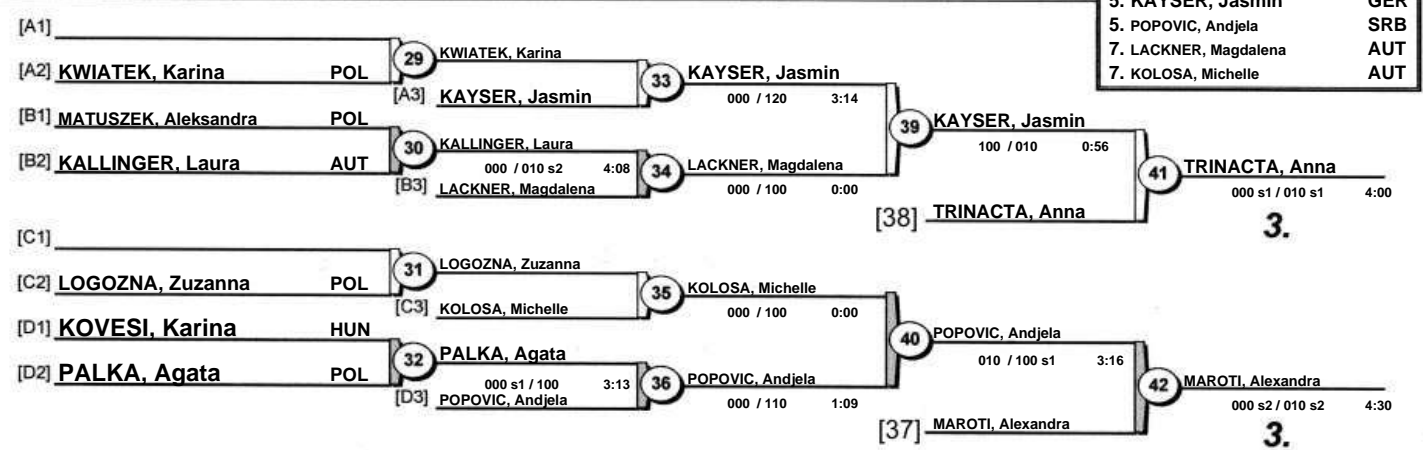 5. KAYSER, Jasmin GER
5. POPOVIC, Andjela SRB
7. LACKNER, Magdalena AUT
7. KOLOSA, Michelle AUT
[A1]
[A2] KWIATEK, Karina POL
29
KWIATEK, Karina
[A3] KAYSER, Jasmin
33
KAYSER, Jasmin
000 / 120 3:14
[B1] MATUSZEK, Aleksandra POL
[B2] KALLINGER, Laura AUT
30
KALLINGER, Laura
000 / 010 s2 4:08
[B3] LACKNER, Magdalena
34
LACKNER, Magdalena
000 / 100 0:00
39
KAYSER, Jasmin
100 / 010 0:56
[38] TRINACTA, Anna
41
TRINACTA, Anna
000 s1 / 010 s1 4:00
3.
[C1]
[C2] LOGOZNA, Zuzanna POL
31
LOGOZNA, Zuzanna
[C3] KOLOSA, Michelle
35
KOLOSA, Michelle
000 / 100 0:00
[D1] KOVESI, Karina HUN
[D2] PALKA, Agata POL
32
PALKA, Agata
000 s1 / 100 3:13
[D3] POPOVIC, Andjela
36
POPOVIC, Andjela
000 / 110 1:09
40
POPOVIC, Andjela
010 / 100 s1 3:16
[37] MAROTI, Alexandra
42
MAROTI, Alexandra
000 s2 / 010 s2 4:30
3.